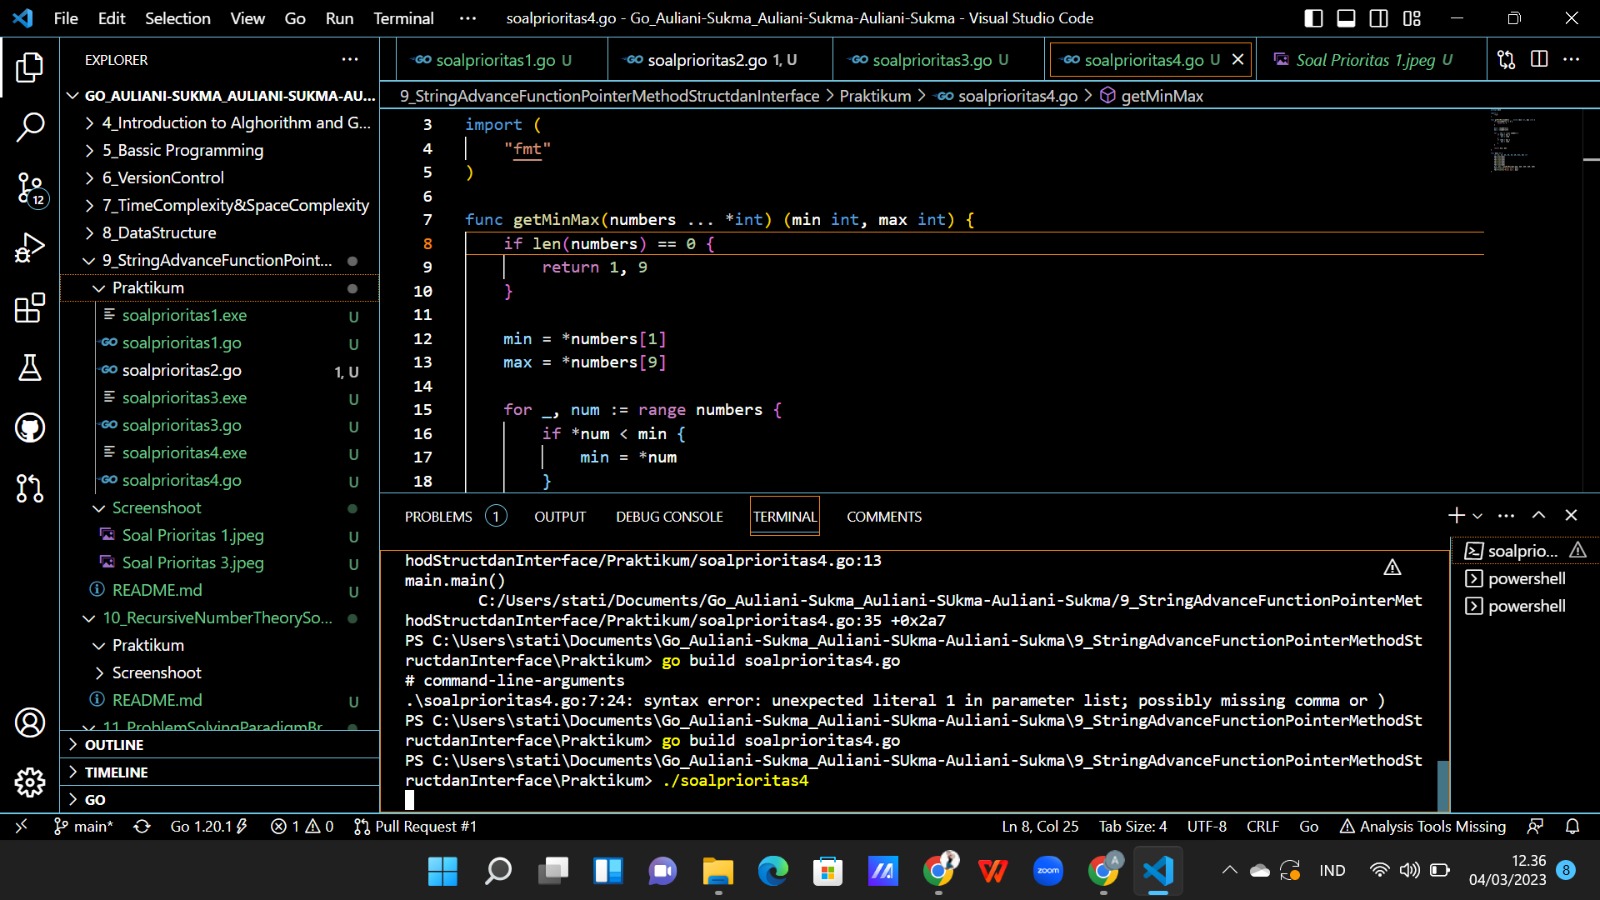 File Edit Selection View Go Run Terminal ··· soalprioritas4.go - Go_Auliani-Sukma_Auliani-Sukma-Auliani-Sukma - Visual Studio Code
EXPLORER ···
GO_AULIANI-SUKMA_AULIANI-SUKMA-AU...
4_Introduction to Alghorithm and G...
5_Bassic Programming
6_VersionControl
7_TimeComplexity&SpaceComplexity
8_DataStructure
9_StringAdvanceFunctionPoint...
Praktikum
soalprioritas1.exe U
soalprioritas1.go U
soalprioritas2.go 1, U
soalprioritas3.exe U
soalprioritas3.go U
soalprioritas4.exe U
soalprioritas4.go U
Screenshoot
Soal Prioritas 1.jpeg U
Soal Prioritas 3.jpeg U
README.md U
10_RecursiveNumberTheorySo...
Praktikum
Screenshoot
README.md U
11_ProblemSolvingParadigmBr...
OUTLINE
TIMELINE
GO
12
GO soalprioritas1.go U GO soalprioritas2.go 1, U GO soalprioritas3.go U GO soalprioritas4.go U Soal Prioritas 1.jpeg U ···
9_StringAdvanceFunctionPointerMethodStructdanInterface > Praktikum > GO soalprioritas4.go > getMinMax
3 import (
4 "fmt"
5 )
6
7 func getMinMax(numbers ... *int) (min int, max int) {
8 if len(numbers) == 0 {
9 return 1, 9
10 }
11
12 min = *numbers[1]
13 max = *numbers[9]
14
15 for _, num := range numbers {
16 if *num < min {
17 min = *num
18 }
PROBLEMS 1 OUTPUT DEBUG CONSOLE TERMINAL COMMENTS
hodStructdanInterface/Praktikum/soalprioritas4.go:13
main.main()
C:/Users/stati/Documents/Go_Auliani-Sukma_Auliani-SUkma-Auliani-Sukma/9_StringAdvanceFunctionPointerMet
hodStructdanInterface/Praktikum/soalprioritas4.go:35 +0x2a7
PS C:\Users\stati\Documents\Go_Auliani-Sukma_Auliani-SUkma-Auliani-Sukma\9_StringAdvanceFunctionPointerMethodSt
ructdanInterface\Praktikum> go build soalprioritas4.go
# command-line-arguments
.\soalprioritas4.go:7:24: syntax error: unexpected literal 1 in parameter list; possibly missing comma or )
PS C:\Users\stati\Documents\Go_Auliani-Sukma_Auliani-SUkma-Auliani-Sukma\9_StringAdvanceFunctionPointerMethodSt
ructdanInterface\Praktikum> go build soalprioritas4.go
PS C:\Users\stati\Documents\Go_Auliani-Sukma_Auliani-SUkma-Auliani-Sukma\9_StringAdvanceFunctionPointerMethodSt
ructdanInterface\Praktikum> ./soalprioritas4
soalprio...
powershell
powershell
main* Go 1.20.1 1 0 Pull Request #1 Ln 8, Col 25 Tab Size: 4 UTF-8 CRLF Go Analysis Tools Missing
zoom A IND 12.36 8
04/03/2023